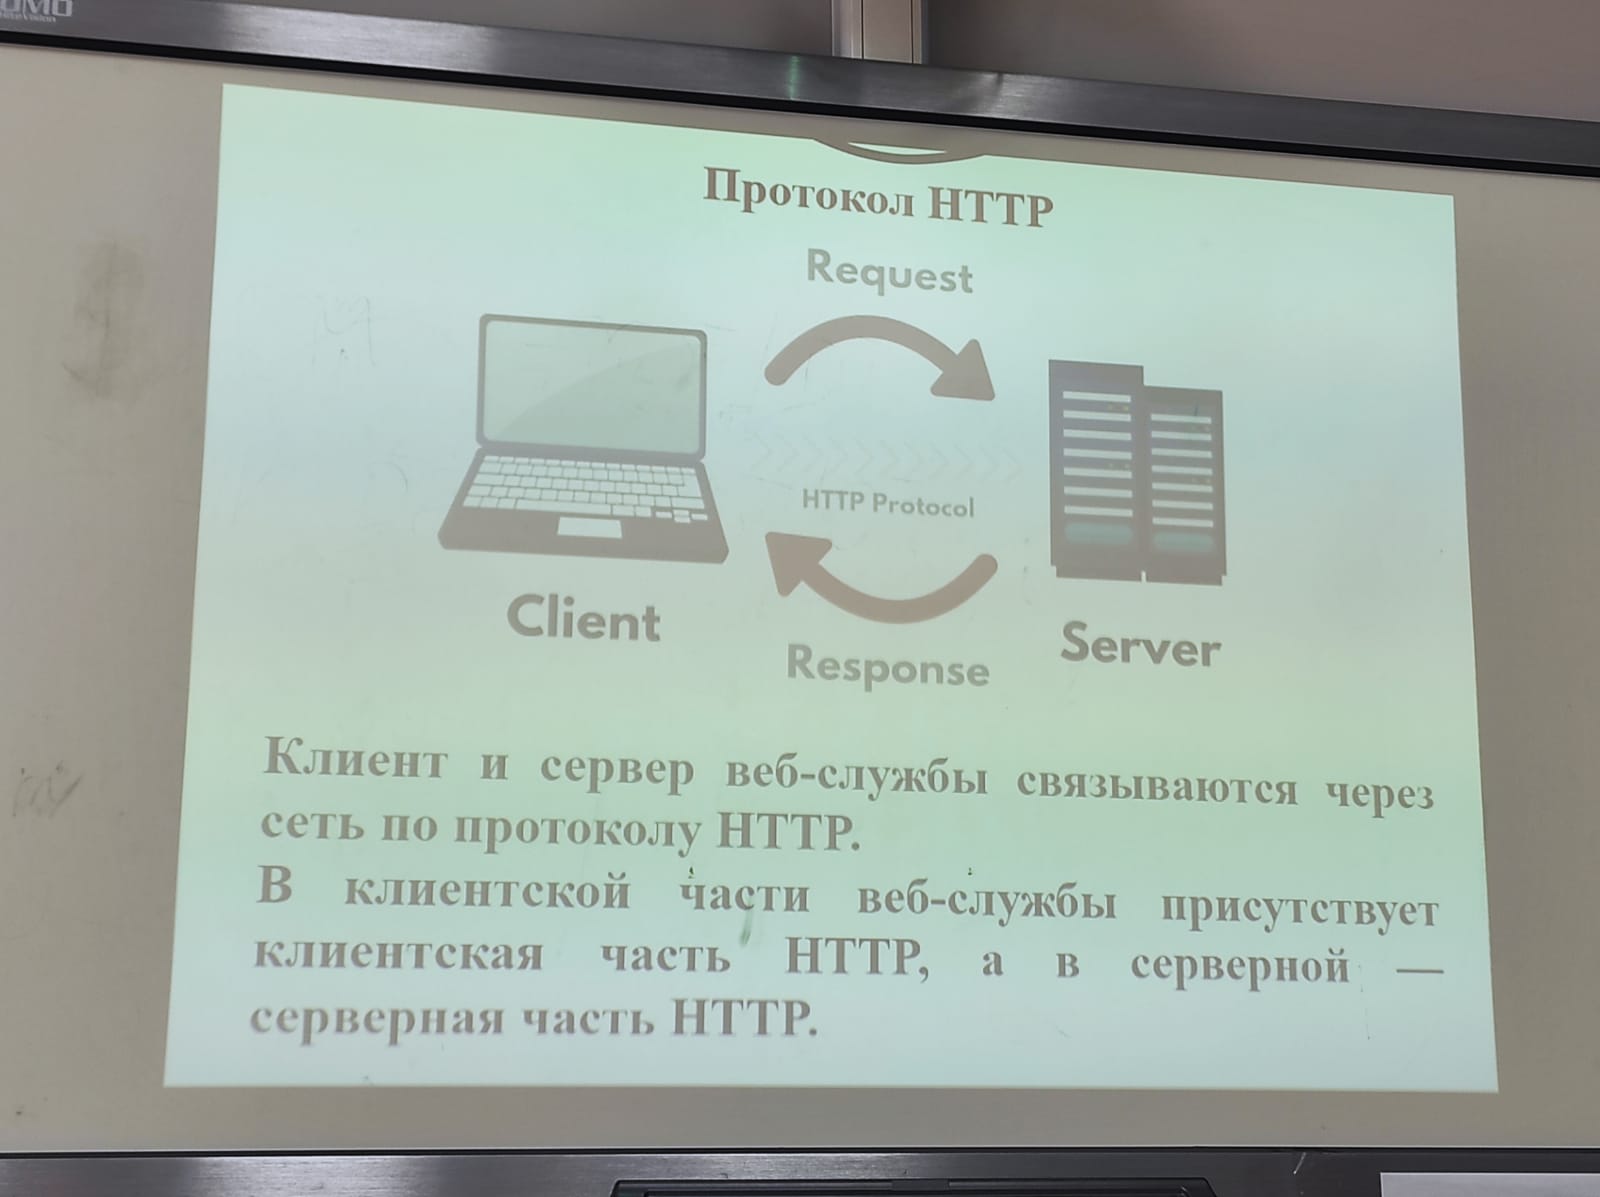 Протокол HTTP
Request
HTTP Protocol
Client
Server
Response
Клиент и сервер веб-службы связываются через
сеть по протоколу HTTP.
В клиентской части веб-службы присутствует
клиентская часть HTTP, а в серверной —
серверная часть HTTP.